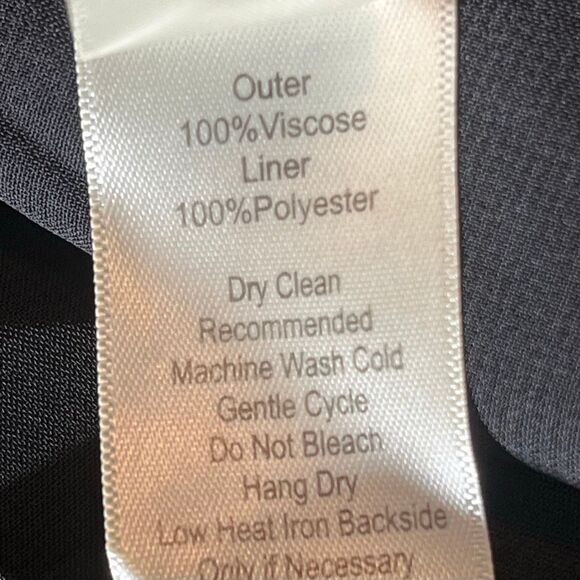 Outer
100%Viscose
Liner
100%Polyester
Dry Clean
Recommended
Machine Wash Cold
Gentle Cycle
Do Not Bleach
Hang Dry
Low Heat Iron Backside
Only if Necessary